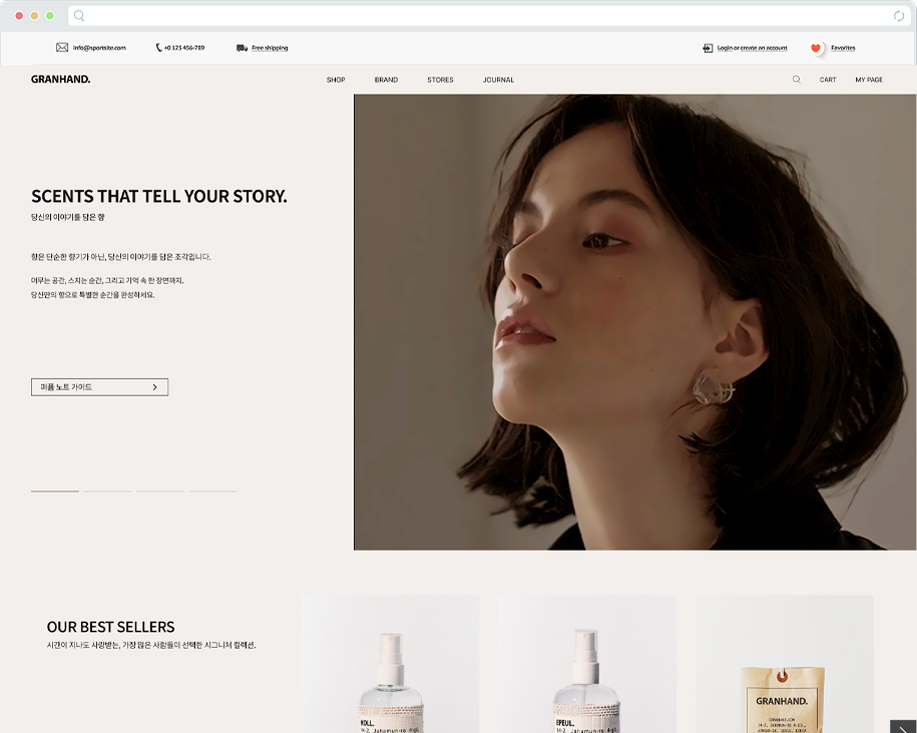 info@sportsite.com
+0 123 456-789
Free shipping
Login or create an account
Favorites
GRANHAND.
SHOP
BRAND
STORES
JOURNAL
CART
MY PAGE
SCENTS THAT TELL YOUR STORY.
당신의 이야기를 담은 향
향은 단순한 향기가 아닌, 당신의 이야기를 담은 조각입니다.
머무는 공간, 스치는 순간, 그리고 기억 속 한 장면까지.
당신만의 향으로 특별한 순간을 완성하세요.
퍼퓸 노트 가이드
OUR BEST SELLERS
시간이 지나도 사랑받는, 가장 많은 사람들이 선택한 시그니처 컬렉션.
GRANHAND.